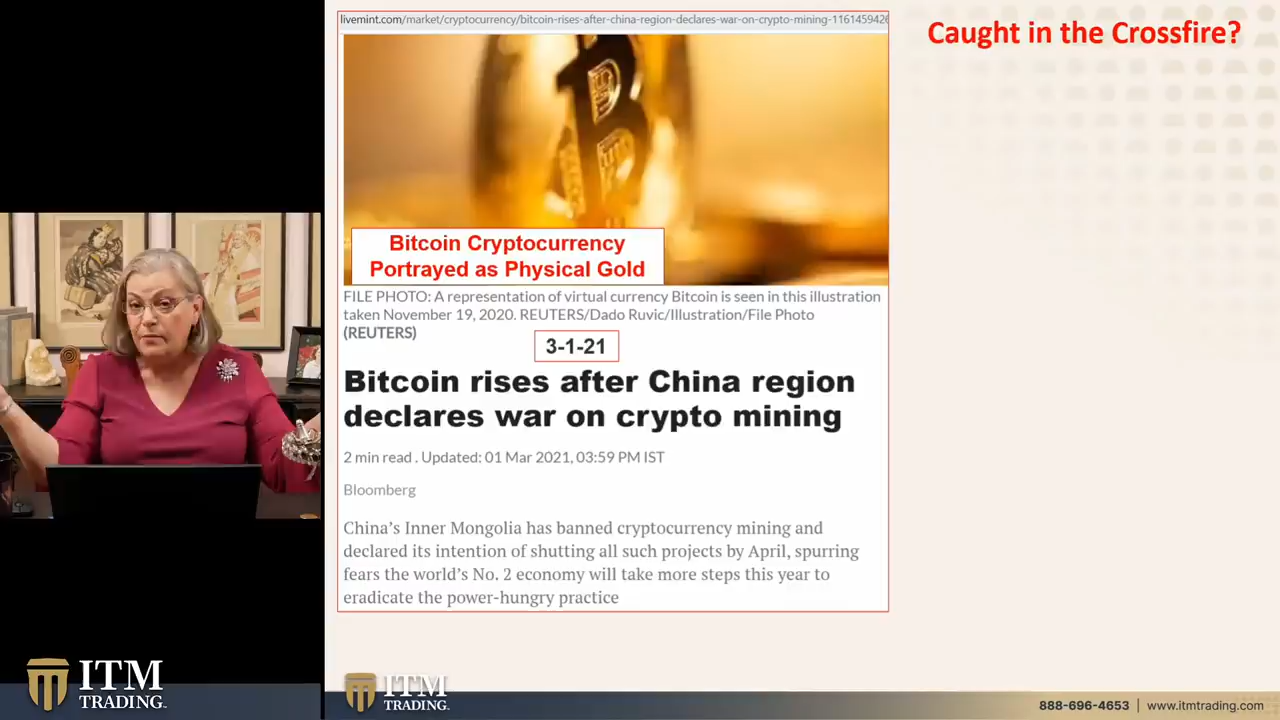 livemint.com/market/cryptocurrency/bitcoin-rises-after-china-region-declares-war-on-crypto-mining-1161459426
Caught in the Crossfire?
Bitcoin Cryptocurrency
Portrayed as Physical Gold
FILE PHOTO: A representation of virtual currency Bitcoin is seen in this illustration
taken November 19, 2020. REUTERS/Dado Ruvic/Illustration/File Photo
(REUTERS)
3-1-21
Bitcoin rises after China region
declares war on crypto mining
2 min read . Updated: 01 Mar 2021, 03:59 PM IST
Bloomberg
China's Inner Mongolia has banned cryptocurrency mining and
declared its intention of shutting all such projects by April, spurring
fears the world's No. 2 economy will take more steps this year to
eradicate the power-hungry practice
ITM
TRADING
ITM
TRADING
888-696-4653 | www.itmtrading.com